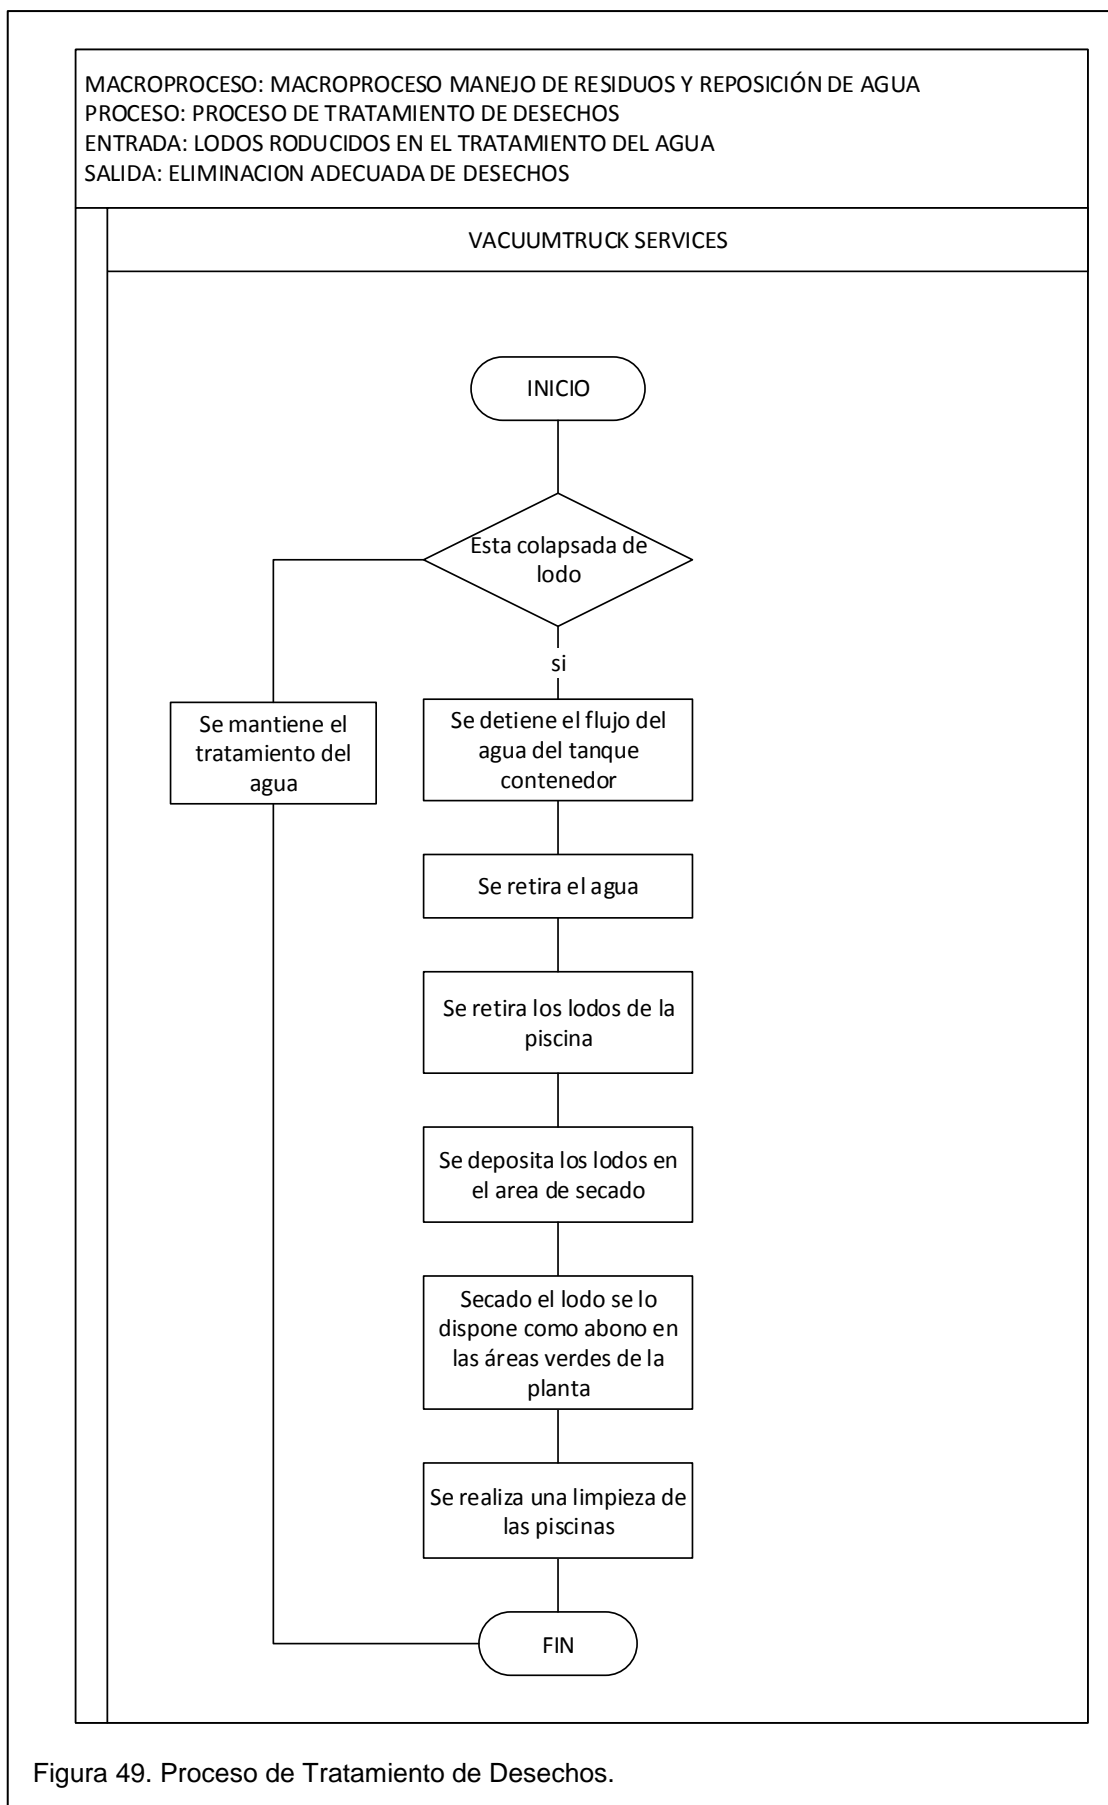 MACROPROCESO: MACROPROCESO MANEJO DE RESIDUOS Y REPOSICIÓN DE AGUA
PROCESO: PROCESO DE TRATAMIENTO DE DESECHOS
ENTRADA: LODOS RODUCIDOS EN EL TRATAMIENTO DEL AGUA
SALIDA: ELIMINACION ADECUADA DE DESECHOS
VACUUMTRUCK SERVICES
INICIO
Esta colapsada de
lodo
si
Se mantiene el
tratamiento del
agua
Se detiene el flujo del
agua del tanque
contenedor
Se retira el agua
Se retira los lodos de la
piscina
Se deposita los lodos en
el area de secado
Secado el lodo se lo
dispone como abono en
las áreas verdes de la
planta
Se realiza una limpieza de
las piscinas
FIN
Figura 49. Proceso de Tratamiento de Desechos.